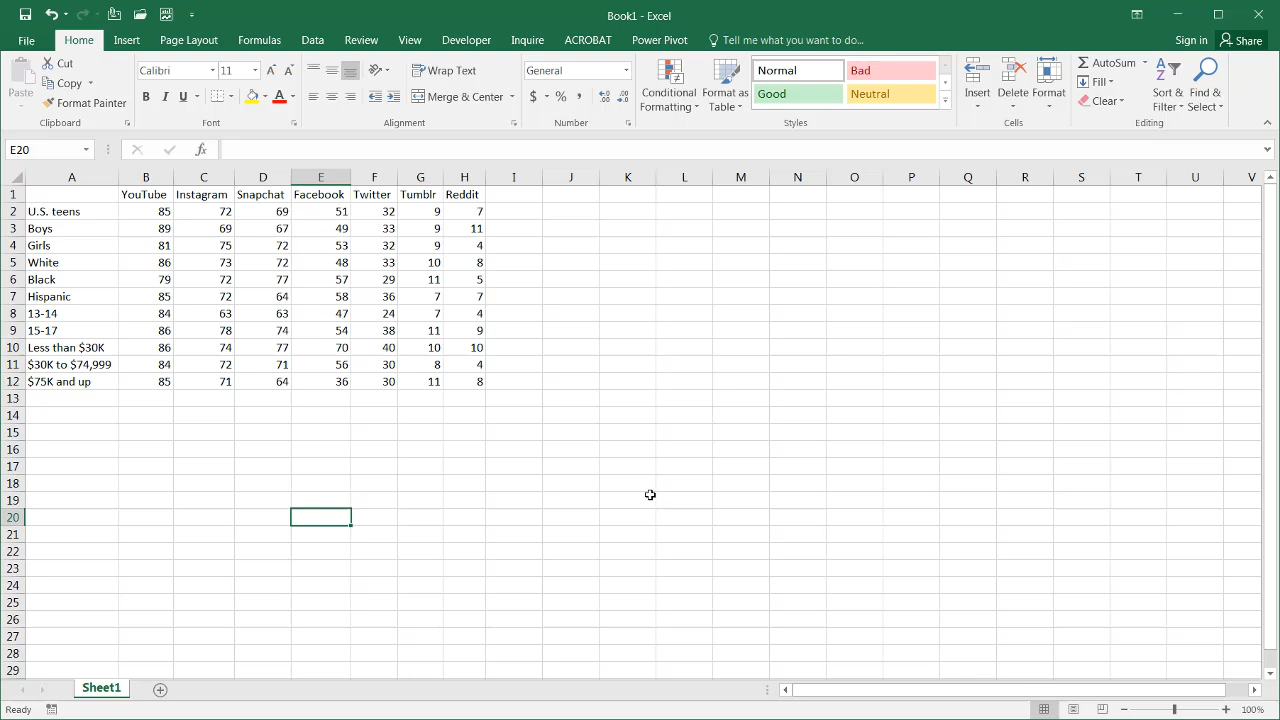 Book1 - Excel
File Home Insert Page Layout Formulas Data Review View Developer Inquire ACROBAT Power Pivot Tell me what you want to do... Sign in Share
Paste Cut Copy Format Painter Clipboard
Calibri 11 B I U A A A Font
Wrap Text Merge & Center Alignment
General $ % , Number
Conditional Formatting Format as Table Normal Bad Good Neutral Styles
Insert Delete Format Cells
AutoSum Fill Clear Sort & Filter Find & Select Editing
E20 fx
A B C D E F G H I J K L M N O P Q R S T U V
1 YouTube Instagram Snapchat Facebook Twitter Tumblr Reddit
2 U.S. teens 85 72 69 51 32 9 7
3 Boys 89 69 67 49 33 9 11
4 Girls 81 75 72 53 32 9 4
5 White 86 73 72 48 33 10 8
6 Black 79 72 77 57 29 11 5
7 Hispanic 85 72 64 58 36 7 7
8 13-14 84 63 63 47 24 7 4
9 15-17 86 78 74 54 38 11 9
10 Less than $30K 86 74 77 70 40 10 10
11 $30K to $74,999 84 72 71 56 30 8 4
12 $75K and up 85 71 64 36 30 11 8
13
14
15
16
17
18
19
20
21
22
23
24
25
26
27
28
29
Sheet1
Ready 100%